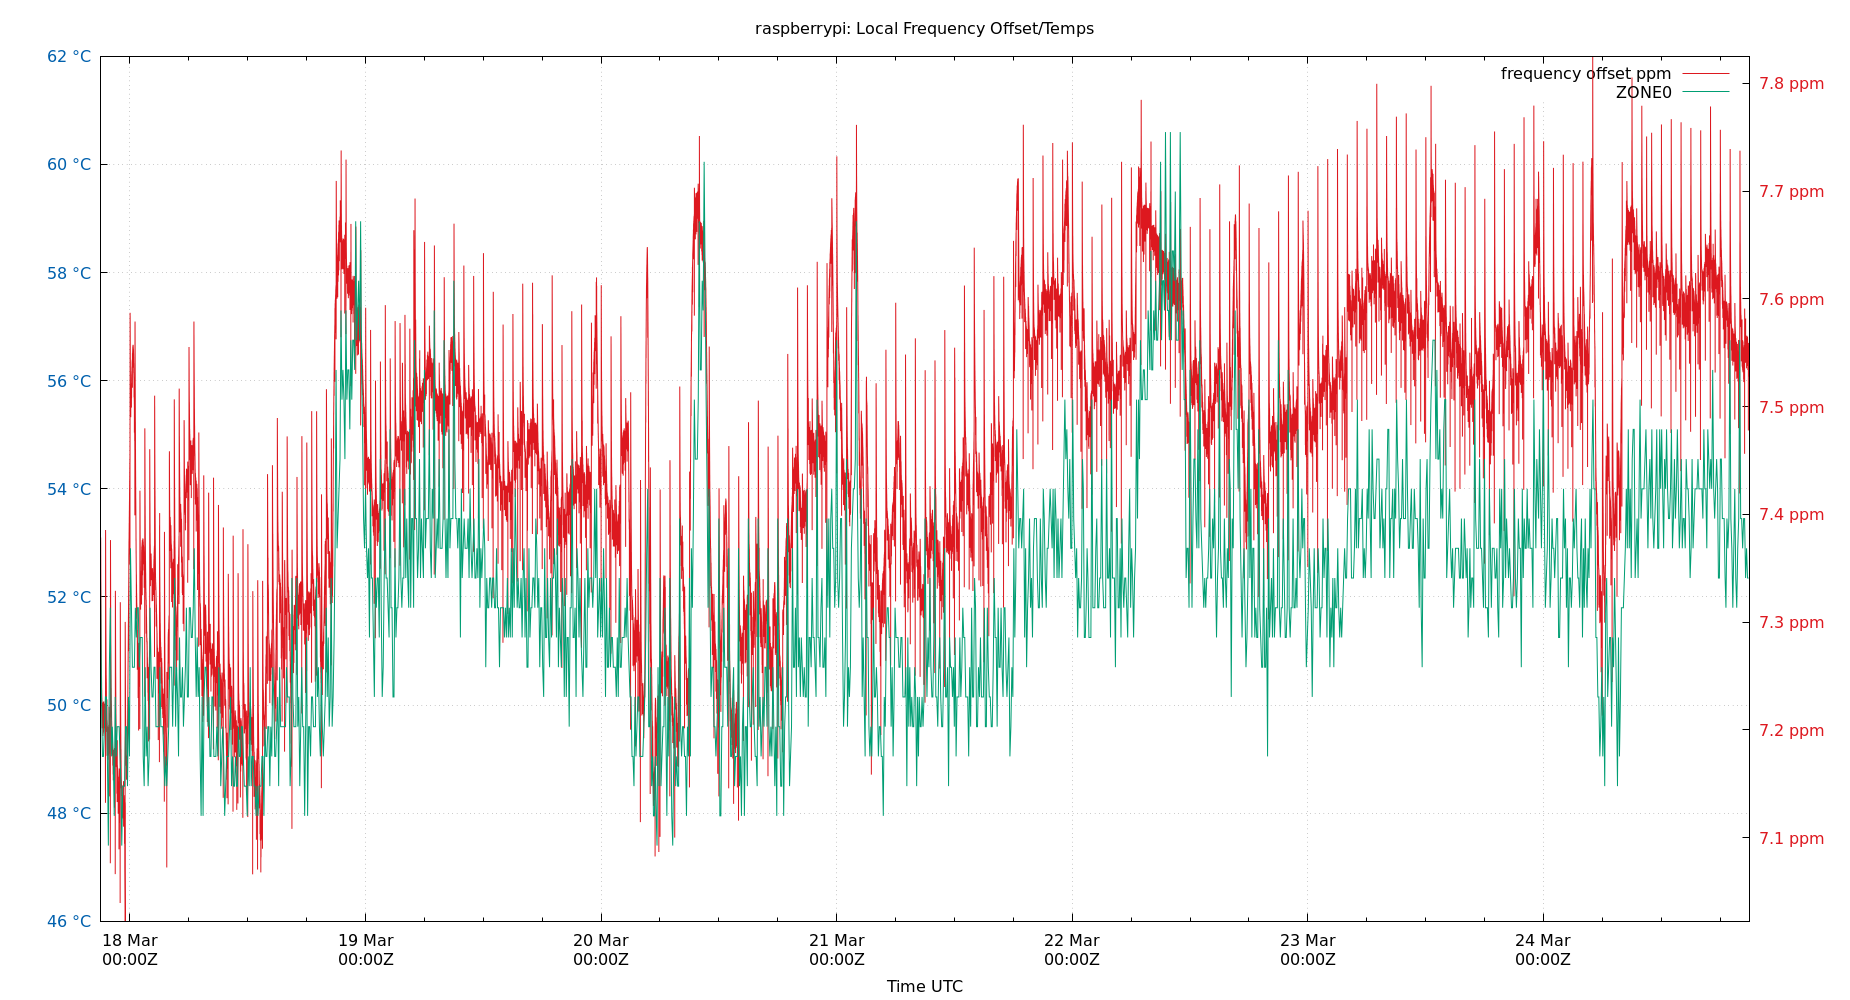 raspberrypi: Local Frequency Offset/Temps
62 °C
60 °C
58 °C
56 °C
54 °C
52 °C
50 °C
48 °C
46 °C
frequency offset ppm
ZONE0
7.8 ppm
7.7 ppm
7.6 ppm
7.5 ppm
7.4 ppm
7.3 ppm
7.2 ppm
7.1 ppm
18 Mar 19 Mar 20 Mar 21 Mar 22 Mar 23 Mar 24 Mar
00:00Z 00:00Z 00:00Z 00:00Z 00:00Z 00:00Z 00:00Z
Time UTC